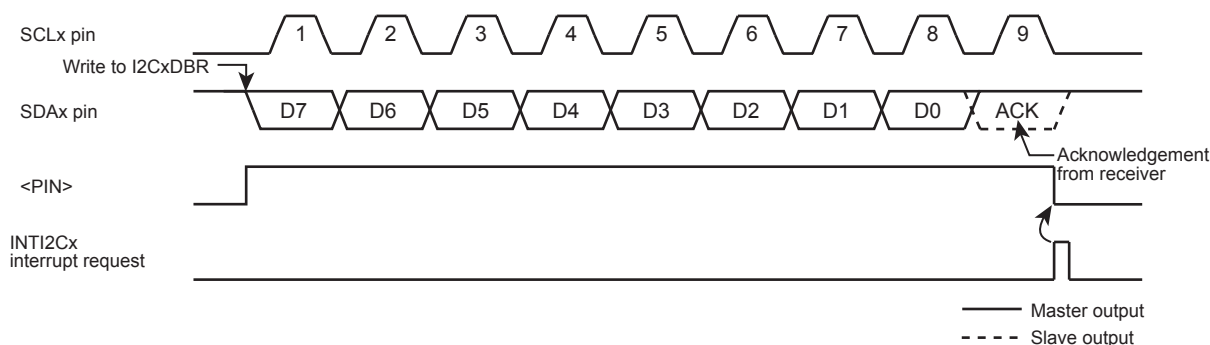 SCLx pin
1 2 3 4 5 6 7 8 9
Write to I2CxDBR
SDAx pin
D7 D6 D5 D4 D3 D2 D1 D0 ACK
Acknowledgement
from receiver
<PIN>
INTI2Cx
interrupt request
Master output
Slave output